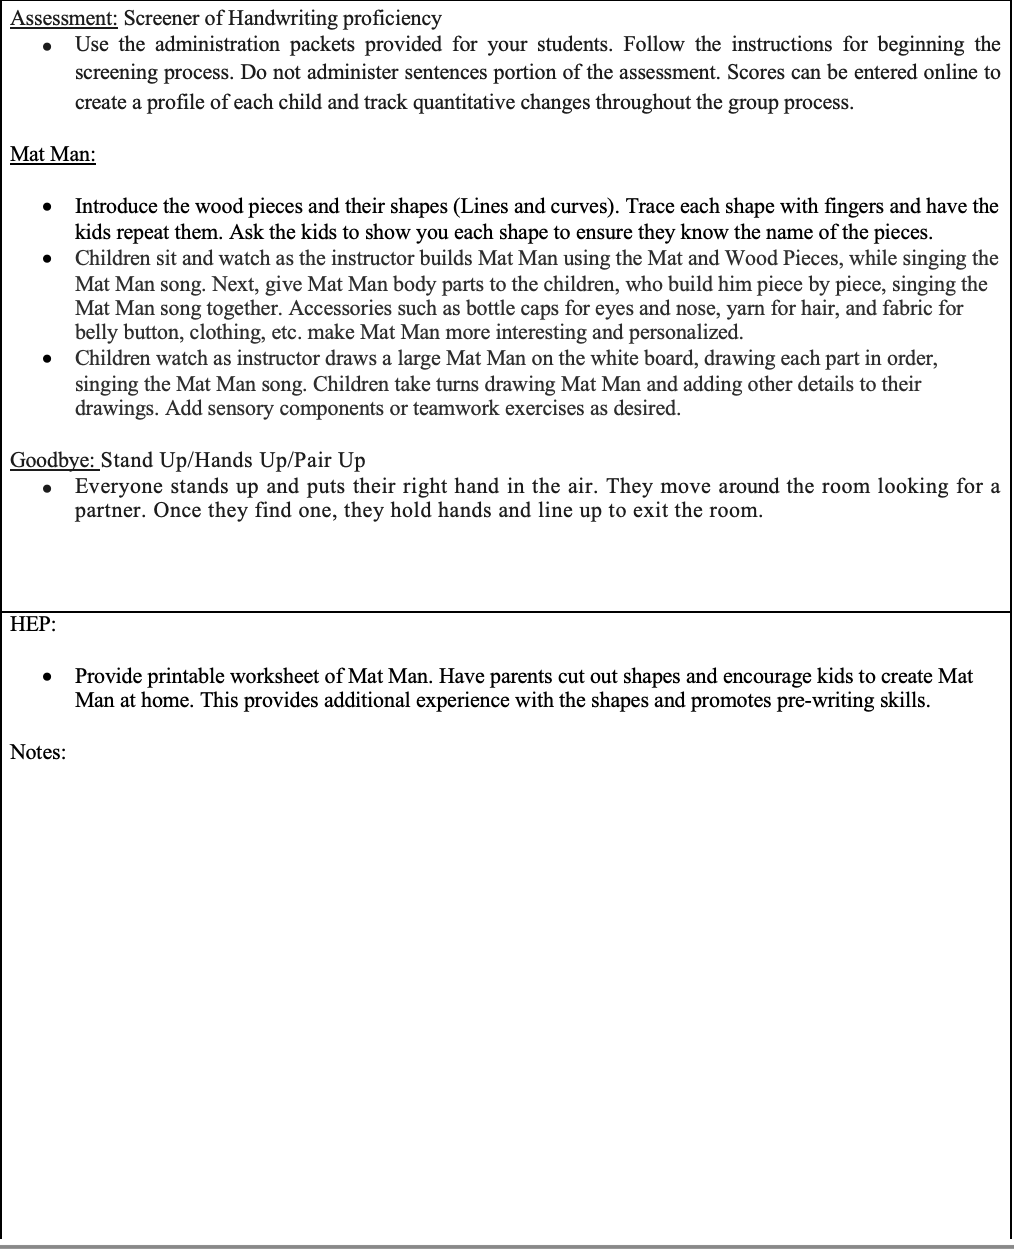 Assessment: Screener of Handwriting proficiency
• Use the administration packets provided for your students. Follow the instructions for beginning the
screening process. Do not administer sentences portion of the assessment. Scores can be entered online to
create a profile of each child and track quantitative changes throughout the group process.
Mat Man:
• Introduce the wood pieces and their shapes (Lines and curves). Trace each shape with fingers and have the
kids repeat them. Ask the kids to show you each shape to ensure they know the name of the pieces.
• Children sit and watch as the instructor builds Mat Man using the Mat and Wood Pieces, while singing the
Mat Man song. Next, give Mat Man body parts to the children, who build him piece by piece, singing the
Mat Man song together. Accessories such as bottle caps for eyes and nose, yarn for hair, and fabric for
belly button, clothing, etc. make Mat Man more interesting and personalized.
• Children watch as instructor draws a large Mat Man on the white board, drawing each part in order,
singing the Mat Man song. Children take turns drawing Mat Man and adding other details to their
drawings. Add sensory components or teamwork exercises as desired.
Goodbye: Stand Up/Hands Up/Pair Up
• Everyone stands up and puts their right hand in the air. They move around the room looking for a
partner. Once they find one, they hold hands and line up to exit the room.
HEP:
• Provide printable worksheet of Mat Man. Have parents cut out shapes and encourage kids to create Mat
Man at home. This provides additional experience with the shapes and promotes pre-writing skills.
Notes: